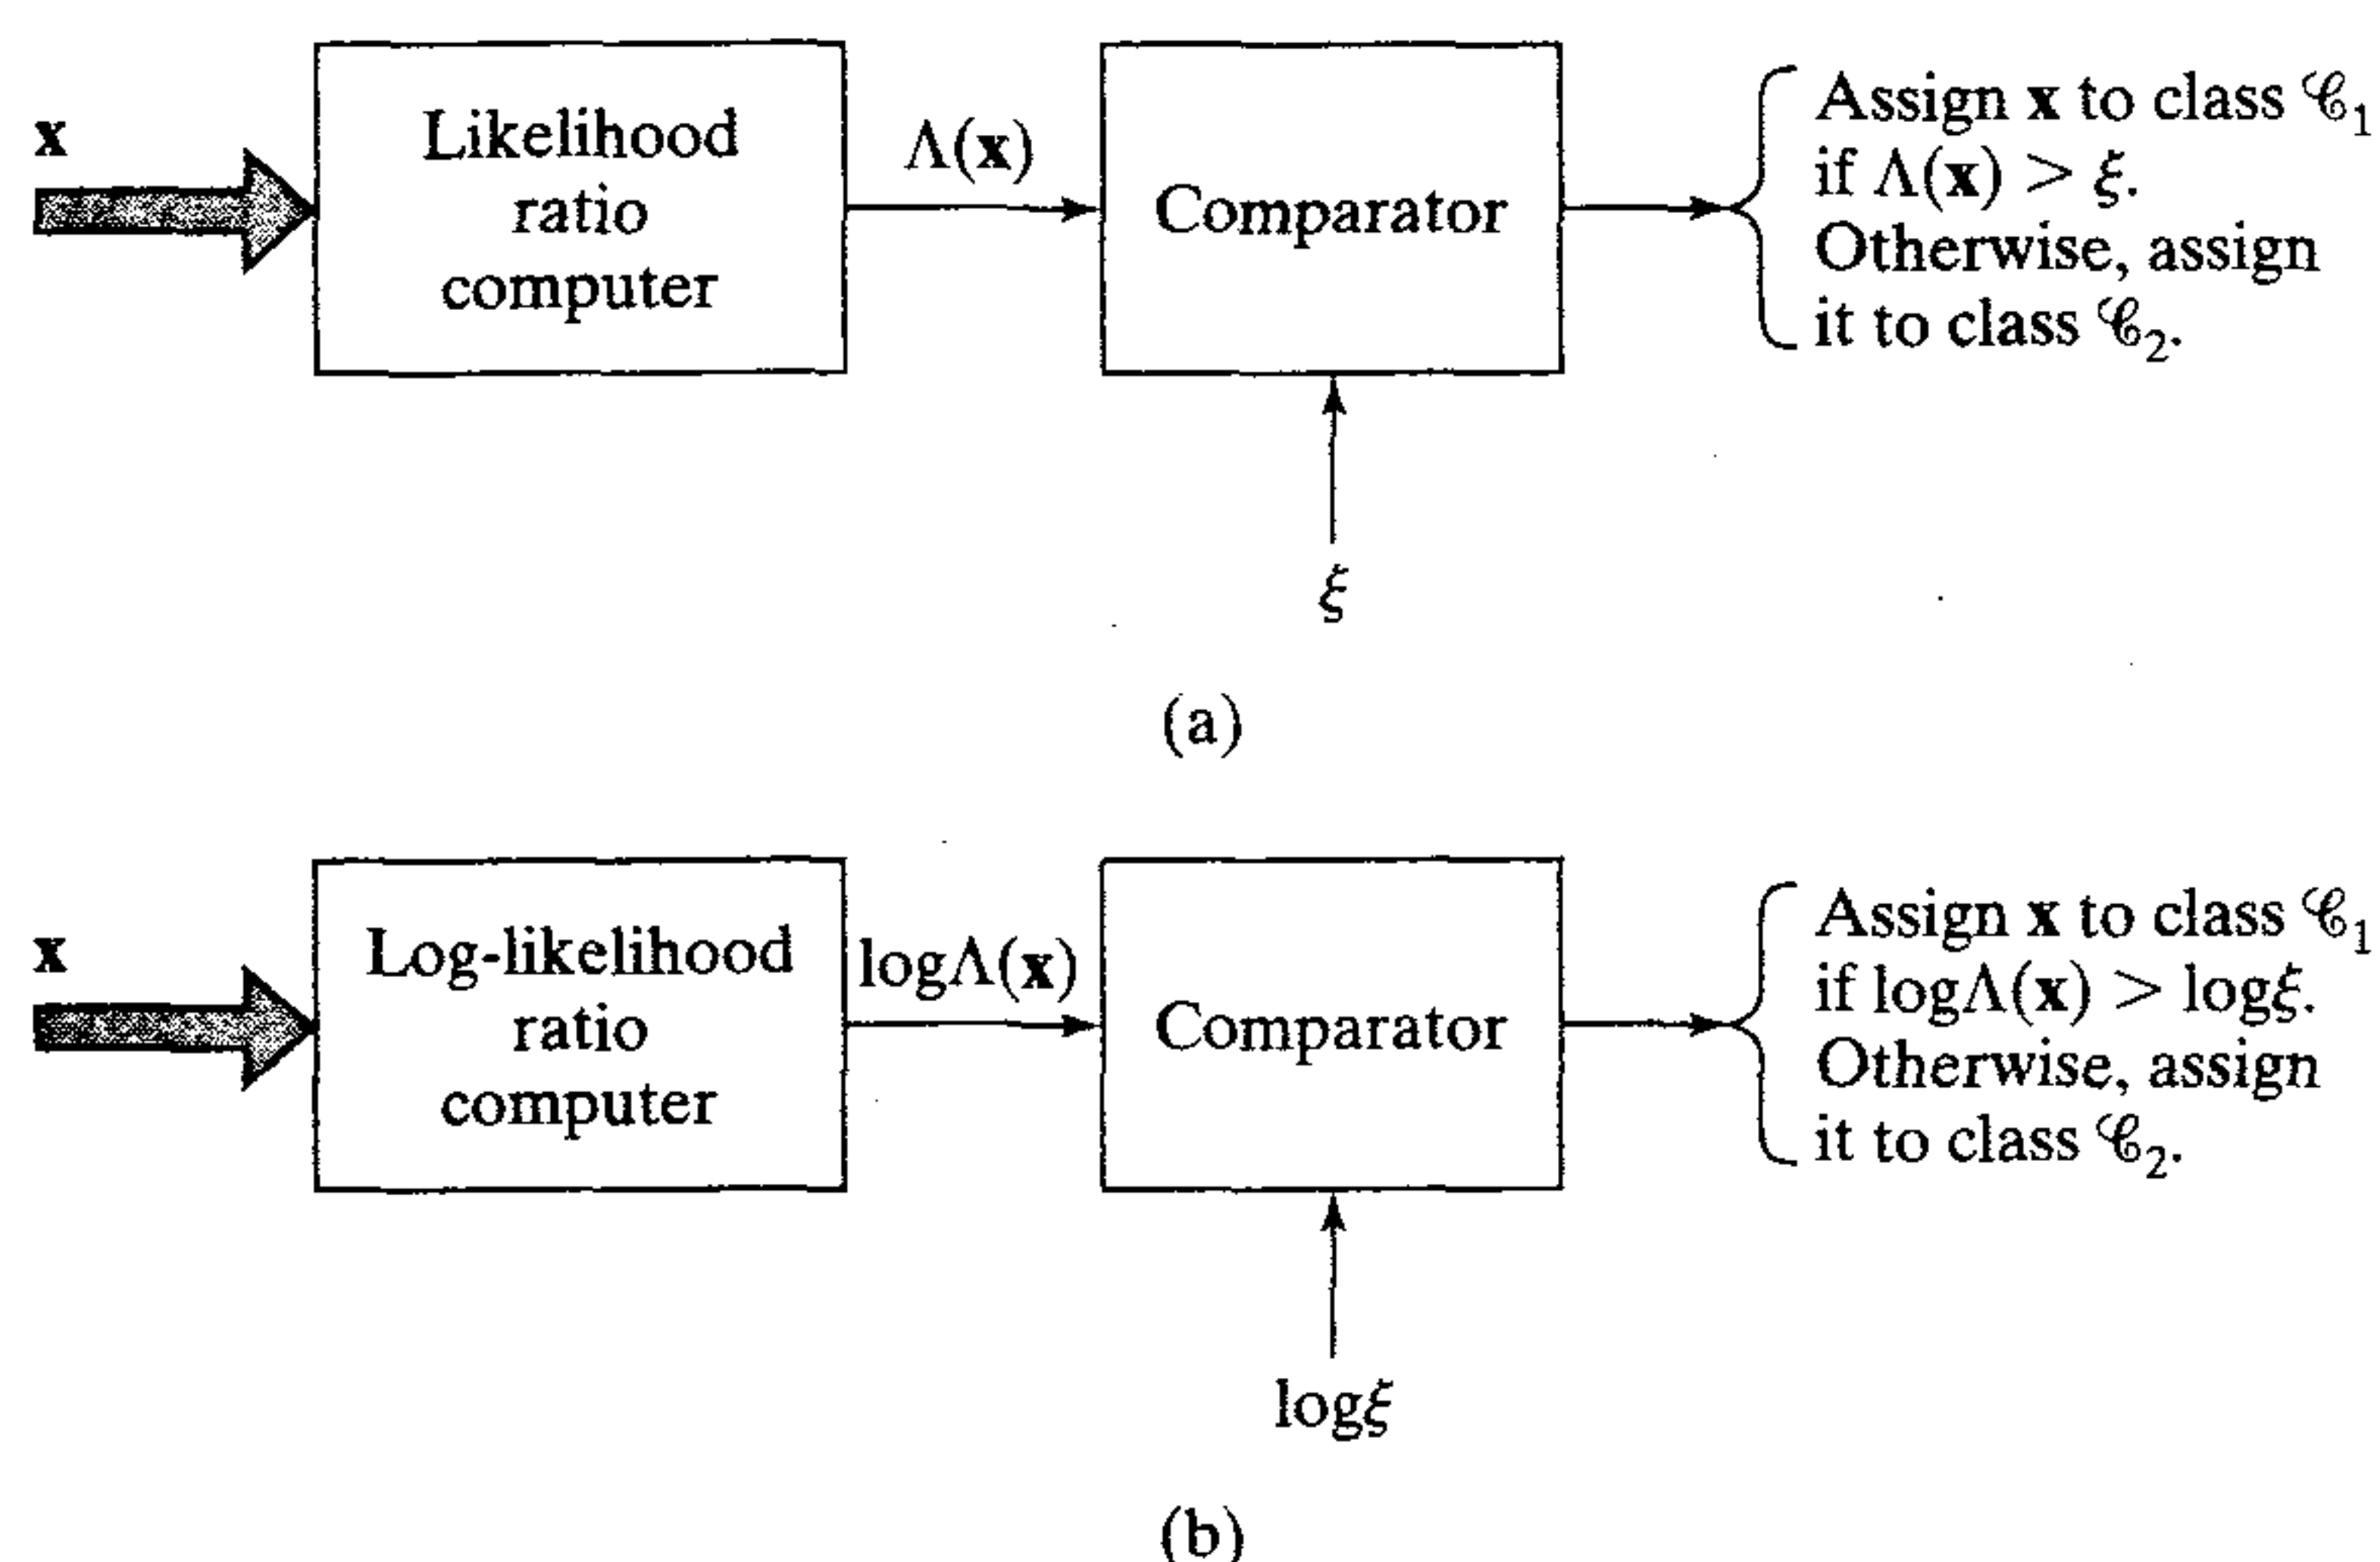 x
Likelihood
ratio
computer
Λ(x)
Comparator
ξ
Assign x to class 𝒞₁
if Λ(x) > ξ.
Otherwise, assign
it to class 𝒞₂.
(a)
x
Log-likelihood
ratio
computer
logΛ(x)
Comparator
logξ
Assign x to class 𝒞₁
if logΛ(x) > logξ.
Otherwise, assign
it to class 𝒞₂.
(b)